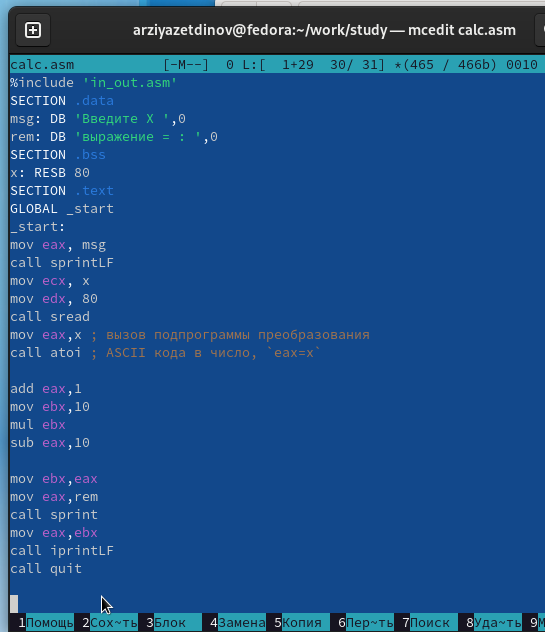 arziyazetdinov@fedora:~/work/study — mcedit calc.asm
calc.asm [-M--] 0 L:[ 1+29 30/ 31] *(465 / 466b) 0010
%include 'in_out.asm'
SECTION .data
msg: DB 'Введите X ',0
rem: DB 'выражение = : ',0
SECTION .bss
x: RESB 80
SECTION .text
GLOBAL _start
_start:
mov eax, msg
call sprintLF
mov ecx, x
mov edx, 80
call sread
mov eax,x ; вызов подпрограммы преобразования
call atoi ; ASCII кода в число, `eax=x`
add eax,1
mov ebx,10
mul ebx
sub eax,10
mov ebx,eax
mov eax,rem
call sprint
mov eax,ebx
call iprintLF
call quit
1Помощь 2Сох~ть 3Блок 4Замена 5Копия 6Пер~ть 7Поиск 8Уда~ть 9